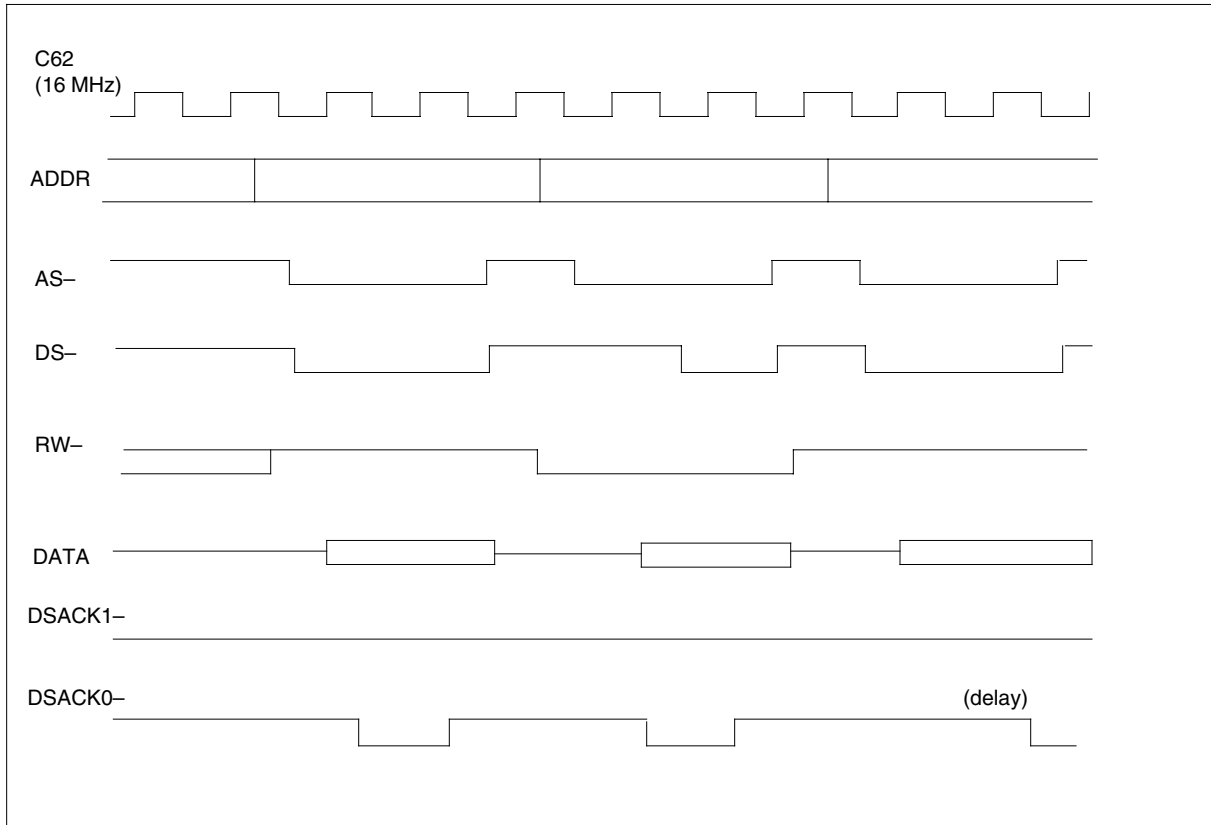 C62
(16 MHz)
ADDR
AS–
DS–
RW–
DATA
DSACK1–
DSACK0–
(delay)